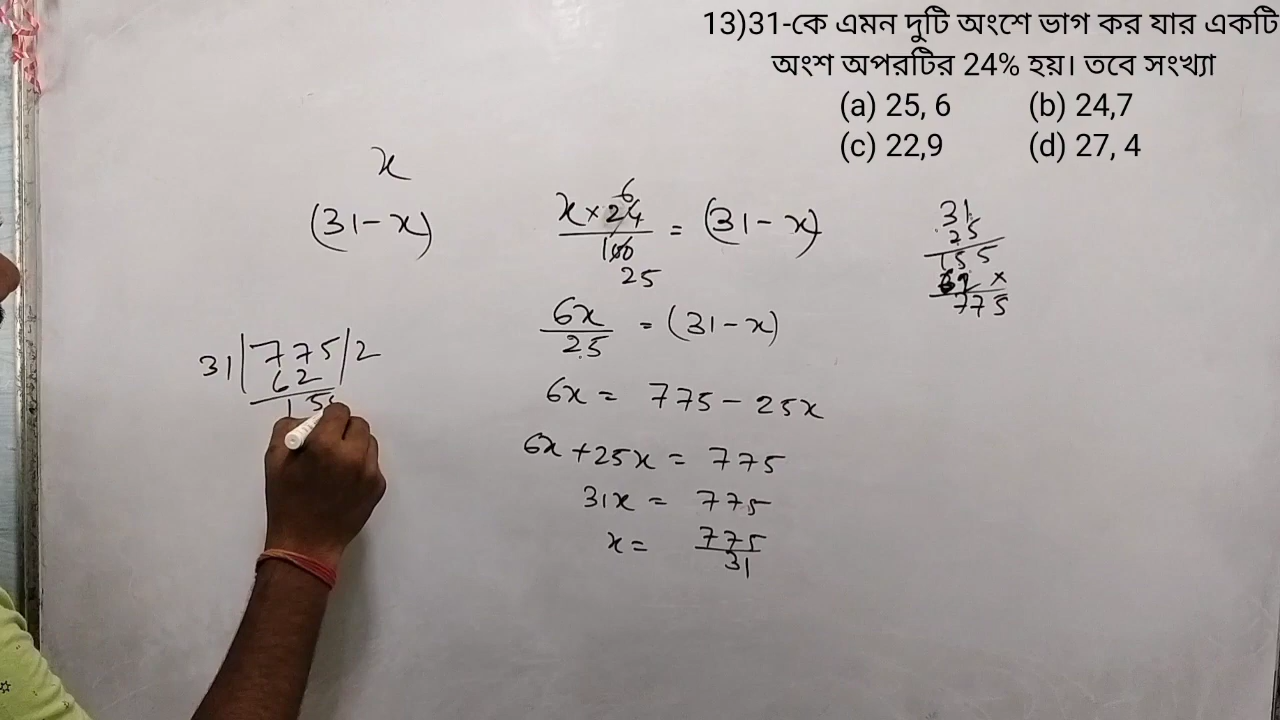 13)31-কে এমন দুটি অংশে ভাগ কর যার একটি
অংশ অপরটির 24% হয়। তবে সংখ্যা
(a) 25, 6 (b) 24,7
(c) 22,9 (d) 27, 4
x
(31-x)
6
x×24/100 = (31-x)
25
6x/25 = (31-x)
6x = 775-25x
6x+25x = 775
31x = 775
x = 775/31
31
25
155
62 x
775
31|775|2
62
155